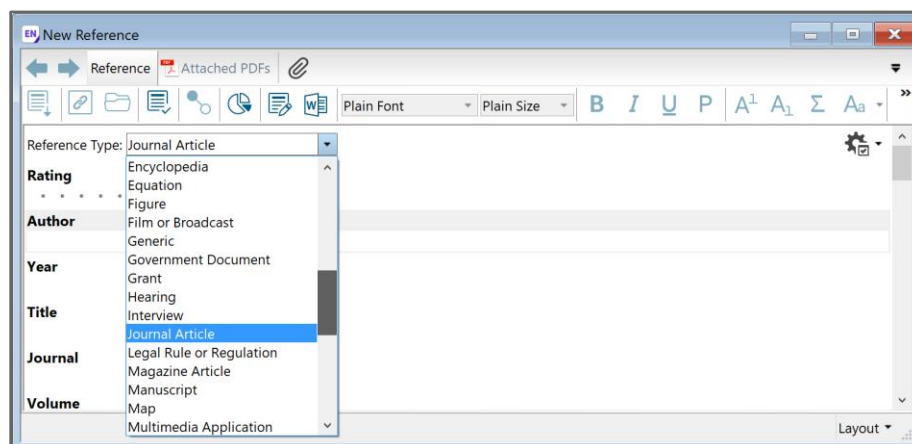 EN New Reference
Reference PDF Attached PDFs
Plain Font Plain Size B I U P A1 A1 Σ Aa »
Reference Type: Journal Article
Rating
Author
Year
Title
Journal
Volume
Encyclopedia
Equation
Figure
Film or Broadcast
Generic
Government Document
Grant
Hearing
Interview
Journal Article
Legal Rule or Regulation
Magazine Article
Manuscript
Map
Multimedia Application
Layout